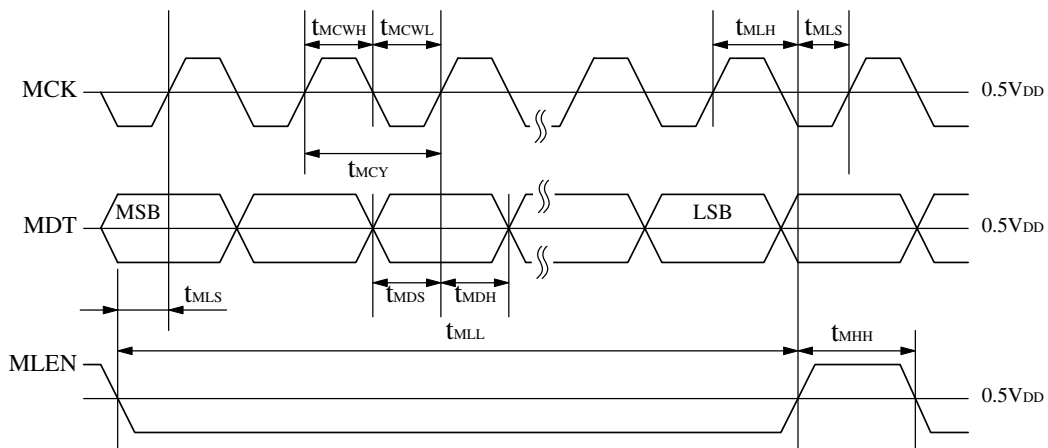 tMCWH tMCWL tMLH tMLS
MCK 0.5VDD
tMCY
MSB LSB
MDT 0.5VDD
tMLS tMDS tMDH
tMLL tMHH
MLEN
0.5VDD